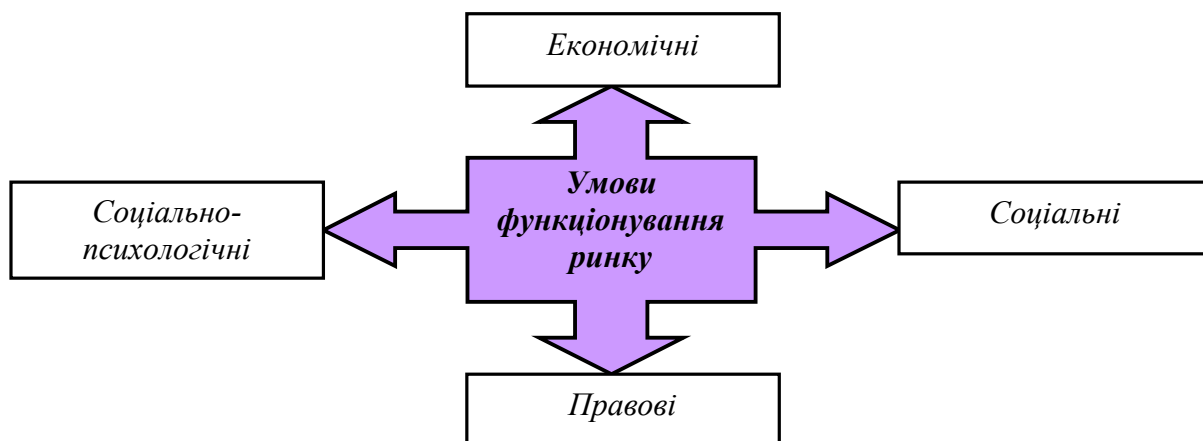 Економічні
Соціально-
психологічні
Умови
функціонування
ринку
Соціальні
Правові